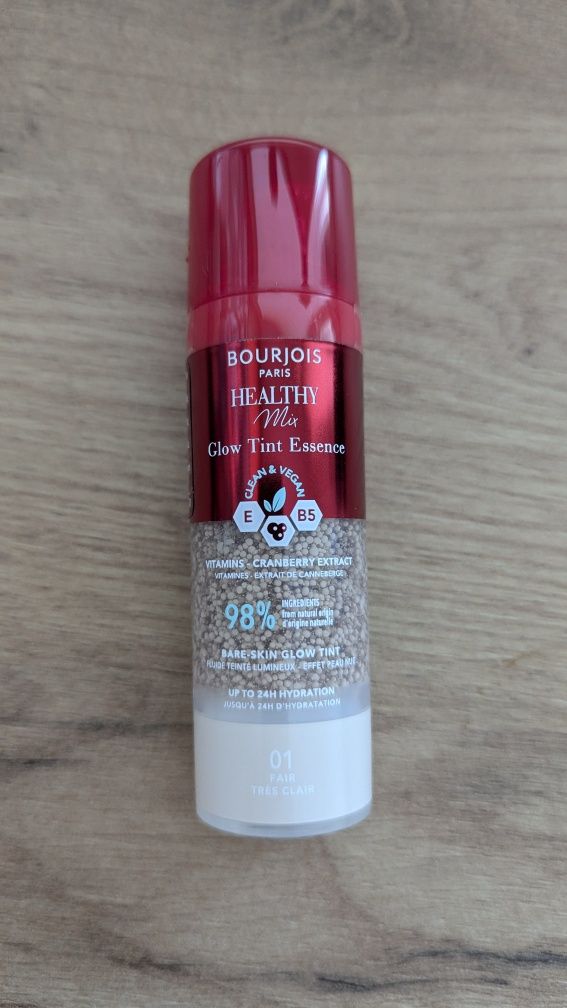 BOURJOIS
PARIS
HEALTHY
Mix
Glow Tint Essence
CLEAN & VEGAN
E B5
VITAMINS - CRANBERRY EXTRACT
VITAMINES - EXTRAIT DE CANNEBERGE
98%
INGREDIENTS
from natural origin
d'origine naturelle
BARE-SKIN GLOW TINT
FLUIDE TEINTÉ LUMINEUX - EFFET PEAU NUE
UP TO 24H HYDRATION
JUSQU'À 24H D'HYDRATATION
01
FAIR
TRÈS CLAIR